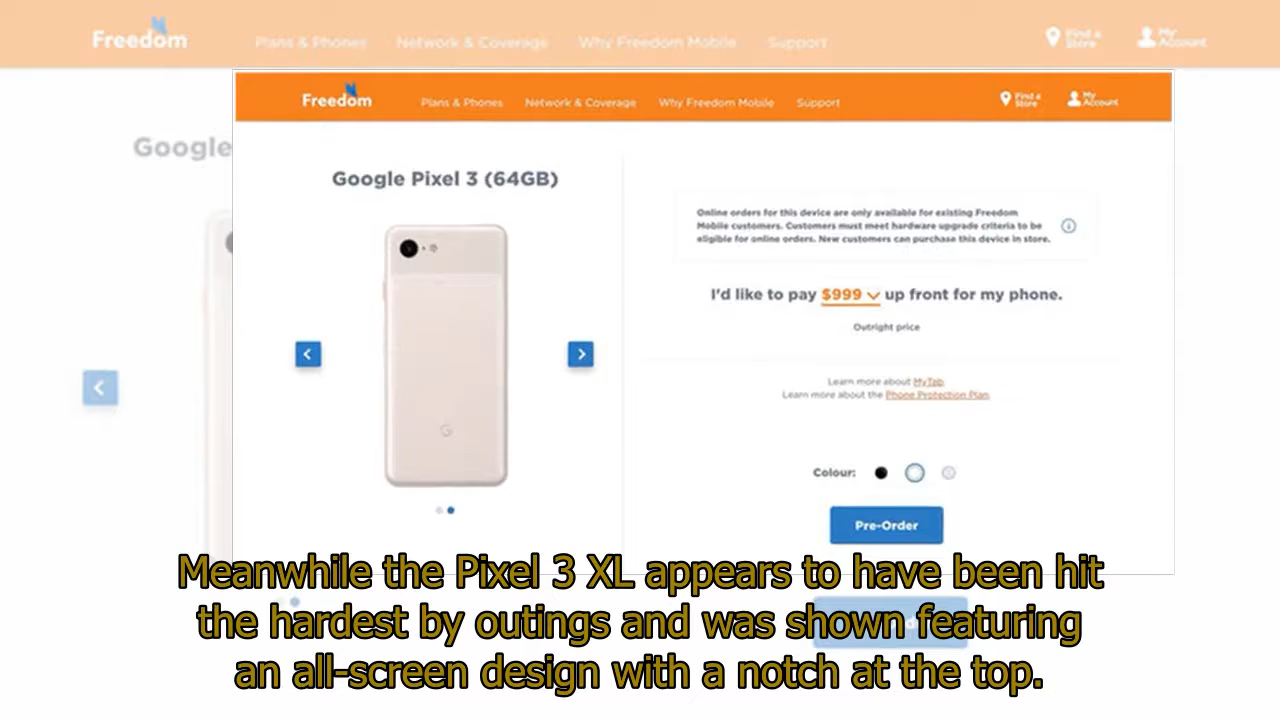 Freedom
Plans & Phones
Network & Coverage
Why Freedom Mobile
Support
Find a
Store
My
Account
Freedom
Plans & Phones
Network & Coverage
Why Freedom Mobile
Support
Find a
Store
My
Account
Google
Google Pixel 3 (64GB)
Online orders for this device are only available for existing Freedom
Mobile customers. Customers must meet hardware upgrade criteria to be
eligible for online orders. New customers can purchase this device in store.
I'd like to pay $999 up front for my phone.
Outright price
Learn more about MyTab.
Learn more about the Phone Protection Plan.
Colour:
G
Pre-Order
Meanwhile the Pixel 3 XL appears to have been hit
the hardest by outings and was shown featuring
an all-screen design with a notch at the top.